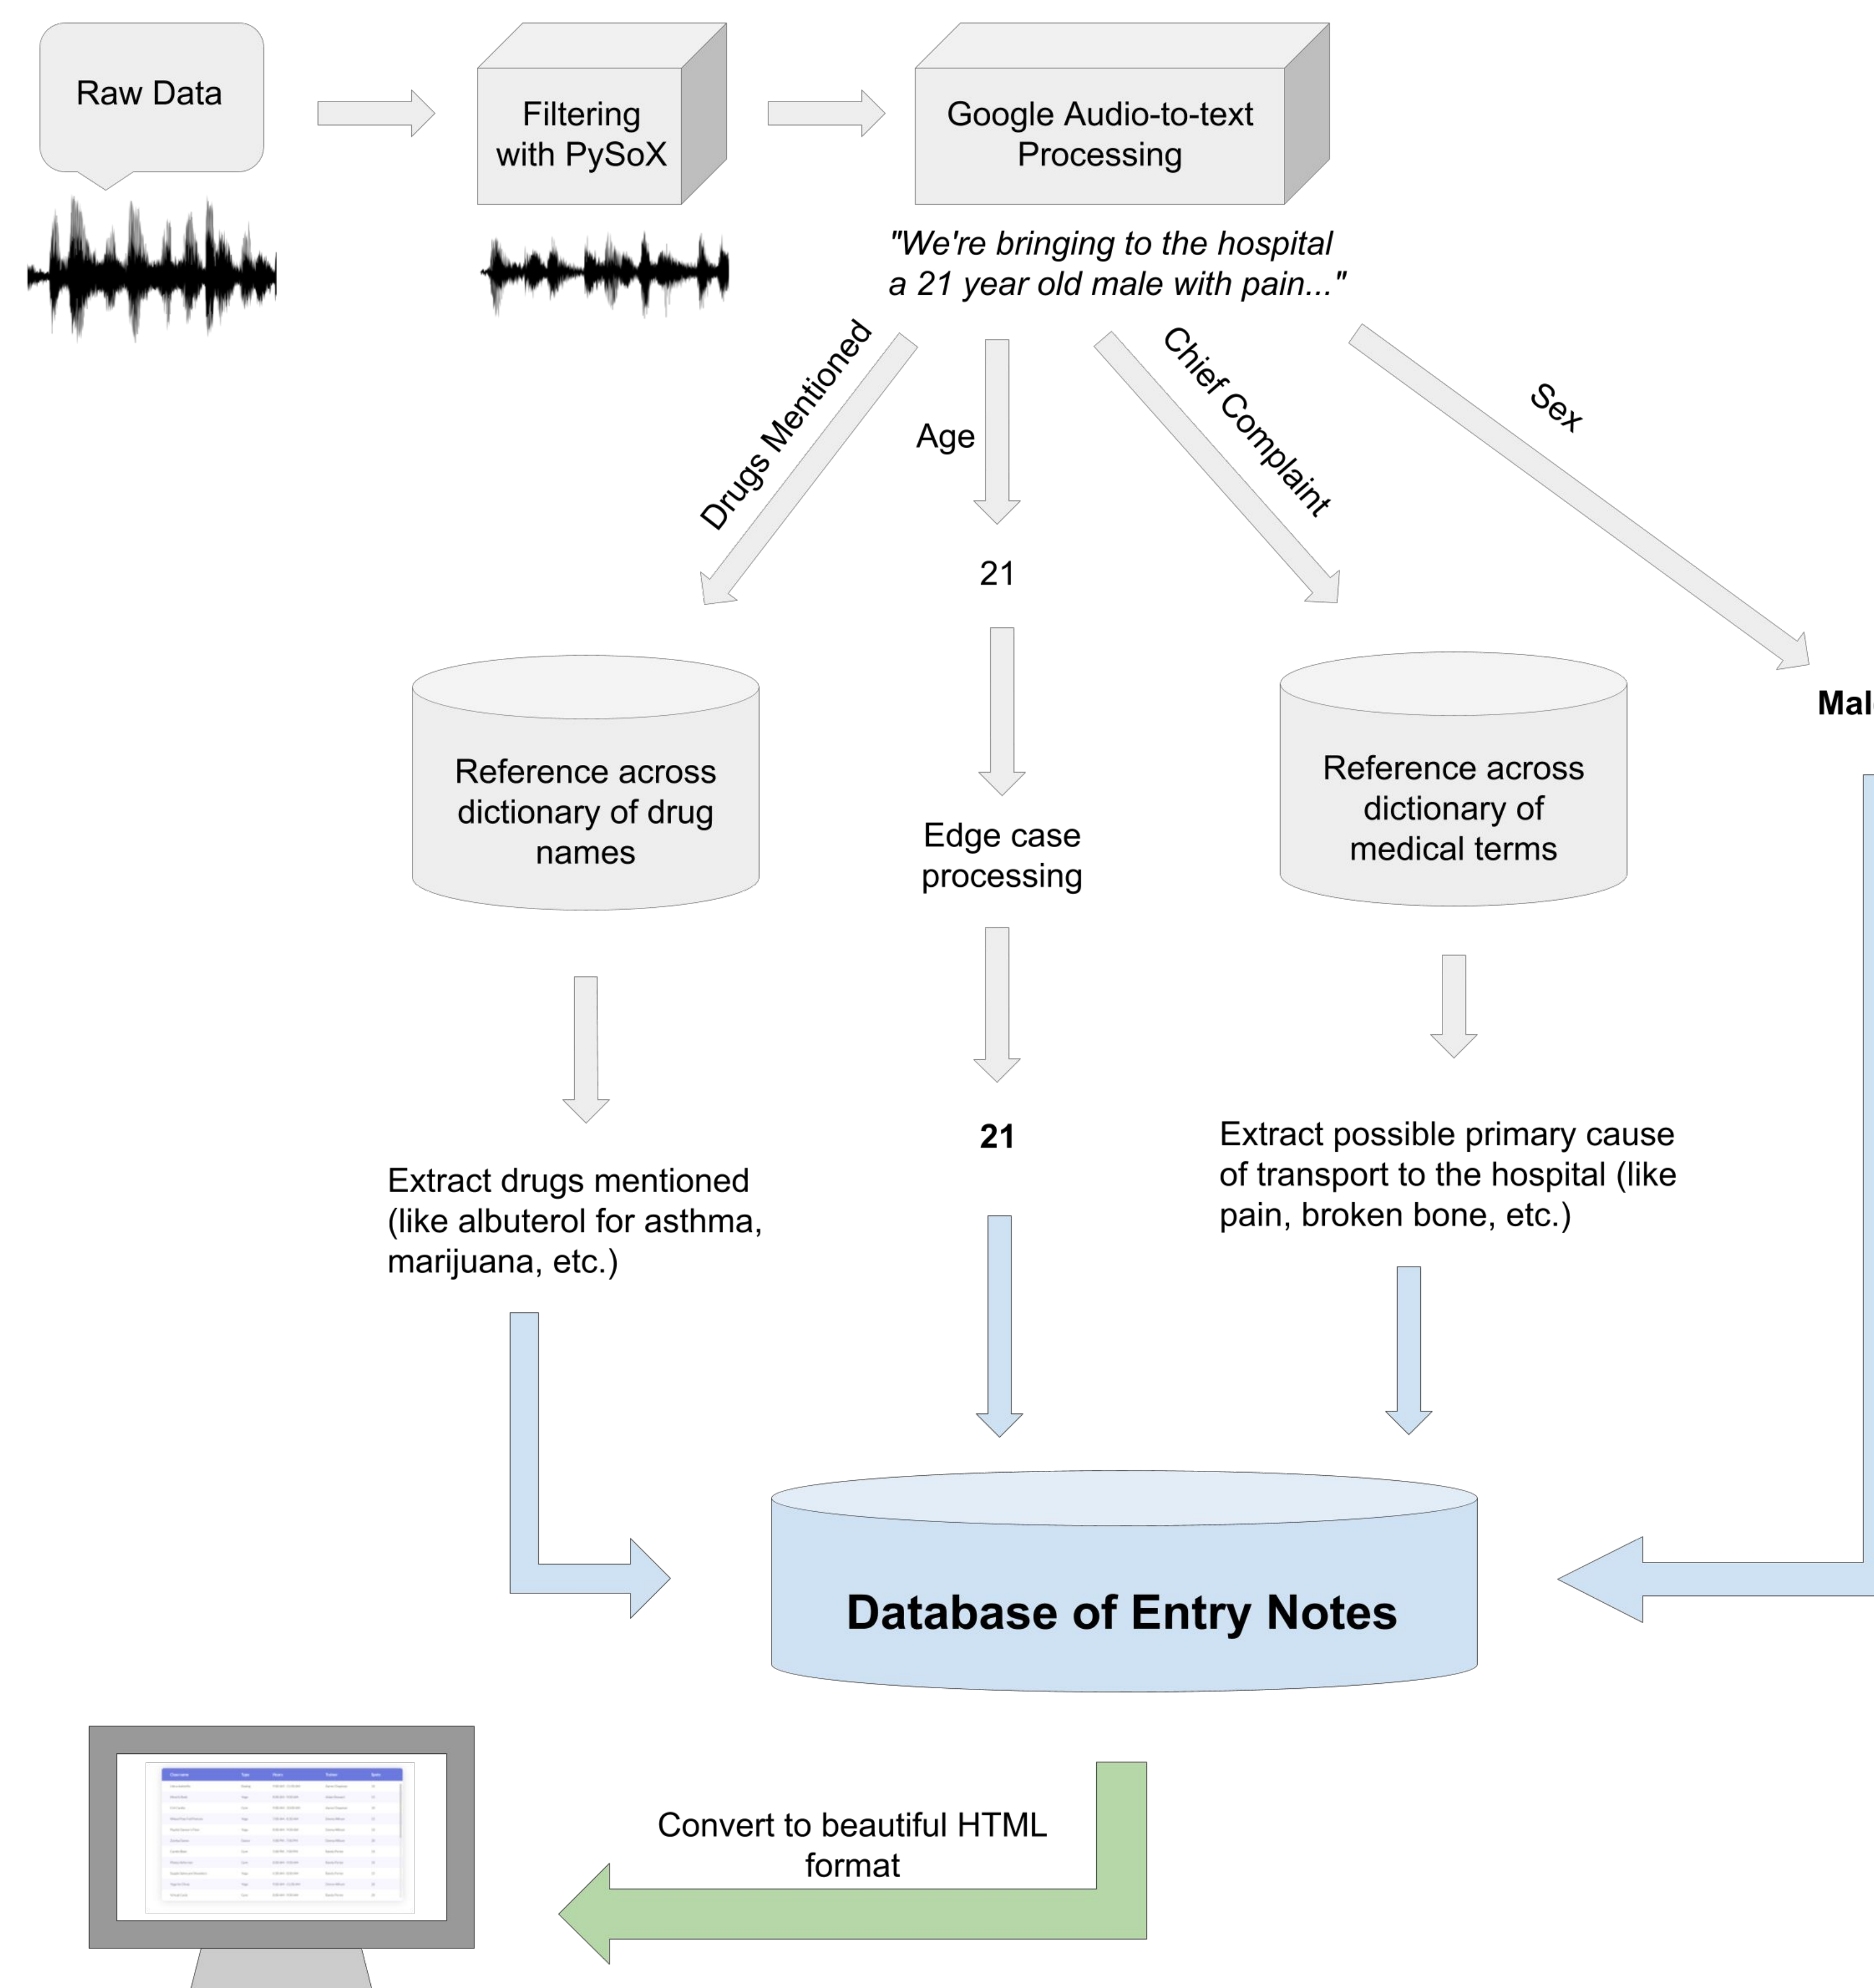 Raw Data
Filtering
with PySoX
Google Audio-to-text
Processing
"We're bringing to the hospital
a 21 year old male with pain..."
Drugs Mentioned
Age
Chief Complaint
Sex
21
Mal
Reference across
dictionary of drug
names
Edge case
processing
Reference across
dictionary of
medical terms
21
Extract drugs mentioned
(like albuterol for asthma,
marijuana, etc.)
Extract possible primary cause
of transport to the hospital (like
pain, broken bone, etc.)
Database of Entry Notes
Convert to beautiful HTML
format